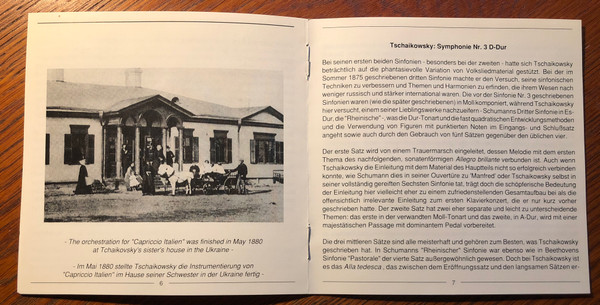 - The orchestration for "Capriccio Italien" was finished in May 1880
at Tchaikovsky's sister's house in the Ukraine -
- Im Mai 1880 stellte Tschaikowsky die Instrumentierung von
"Capriccio Italien" im Hause seiner Schwester in der Ukraine fertig -
6
Tschaikowsky: Symphonie Nr. 3 D-Dur
Bei seinen ersten beiden Sinfonien - besonders bei der zweiten - hatte sich Tschaikowsky
beträchtlich auf die phantasievolle Variation von Volksliedmaterial gestützt. Bei der im
Sommer 1875 geschriebenen dritten Sinfonie machte er den Versuch, seine sinfonischen
Techniken zu verbessern und Themen und Harmonien zu erfinden, die ihrem Wesen nach
weniger russisch und stärker international waren. Die vor der Sinfonie Nr. 3 geschriebenen
Sinfonien waren (wie die später geschriebenen) in Moll komponiert, während Tschaikowsky
hier versucht, einem seiner Lieblingswerke nachzueifern - Schumanns Dritter Sinfonie in Es-
Dur, die "Rheinische" -, was die Dur-Tonart und die fast quadratischen Entwicklungsmethoden
und die Verwendung von Figuren mit punktierten Noten im Eingangs- und Schlußsatz
angeht sowie auch durch den Gebrauch von fünf Sätzen gegenüber den üblichen vier.
Der erste Satz wird von einem Trauermarsch eingeleitet, dessen Melodie mit dem ersten
Thema des nachfolgenden, sonatenförmigen Allegro brillante verbunden ist. Auch wenn
Tschaikowsky die Einleitung mit dem Material des Hauptteils nicht so erfolgreich verbinden
konnte, wie Schumann dies in seiner Ouvertüre zu 'Manfred' oder Tschaikowsky selbst in
seiner vollständig gereiften Sechsten Sinfonie tat, trägt doch die schöpferische Bedeutung
der Einleitung hier vielleicht eher zu einem zufriedenstellenden Gesamtaufbau bei als die
offensichtlich irrelevante Einleitung zum ersten Klavierkonzert, die er nur kurz vorher
geschrieben hatte. Der zweite Satz hat zwei eher separate und leicht zu unterscheidende
Themen: das erste in der verwandten Moll-Tonart und das zweite, in A-Dur, wird mit einer
majestätischen Passage mit dominantem Pedal vorbereitet.
Die drei mittleren Sätze sind alle meisterhaft und gehören zum Besten, was Tschaikowsky
geschrieben hat. In Schumanns "Rheinischer" Sinfonie war ebenso wie in Beethovens
Sinfonie "Pastorale" der vierte Satz außergewöhnlich gewesen. Doch bei Tschaikowsky ist
es das Alla tedesca , das zwischen dem Eröffnungssatz und den langsamen Sätzen er-
7